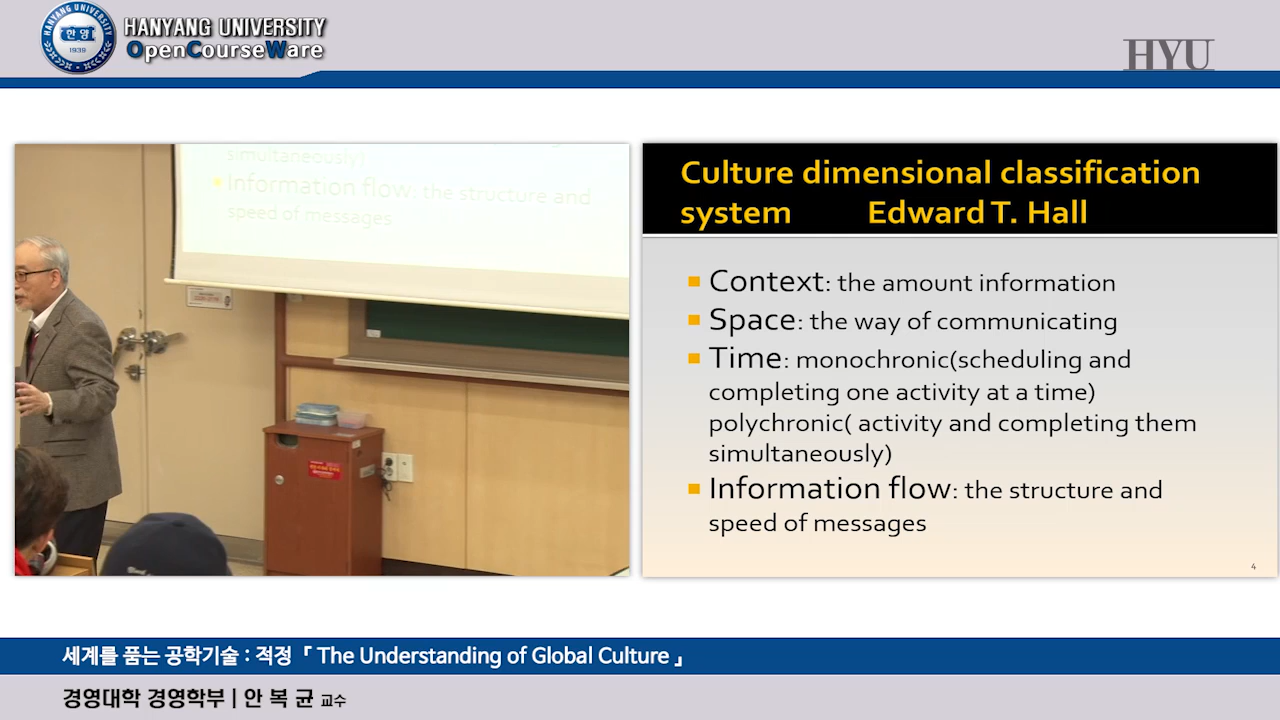 HANYANG UNIVERSITY
OpenCourseWare
한양
1939
HYU
simultaneously)
Information flow: the structure and
speed of messages
Culture dimensional classification
system Edward T. Hall
Context: the amount information
Space: the way of communicating
Time: monochronic(scheduling and
completing one activity at a time)
polychronic( activity and completing them
simultaneously)
Information flow: the structure and
speed of messages
4
세계를 품는 공학기술 : 적정 『 The Understanding of Global Culture 』
경영대학 경영학부 | 안 복 균 교수